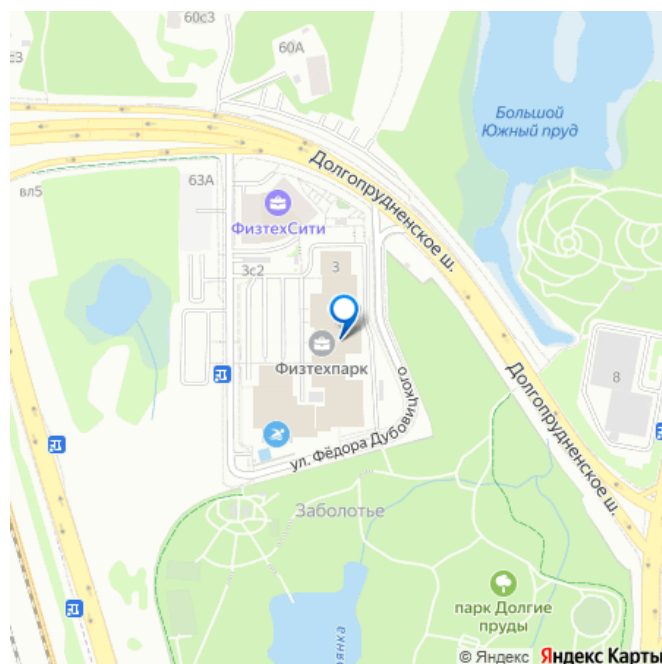 60с3
60А
с3
Большой
Южный пруд
Долгопрудненское ш.
63А
вл5
ФизтехСити
3с2
3
Физтехпарк
8
Долгопрудненское ш.
ул. Фёдора Дубовицкого
Заболотье
парк Долгие
пруды
© Яндекс Яндекс Карты